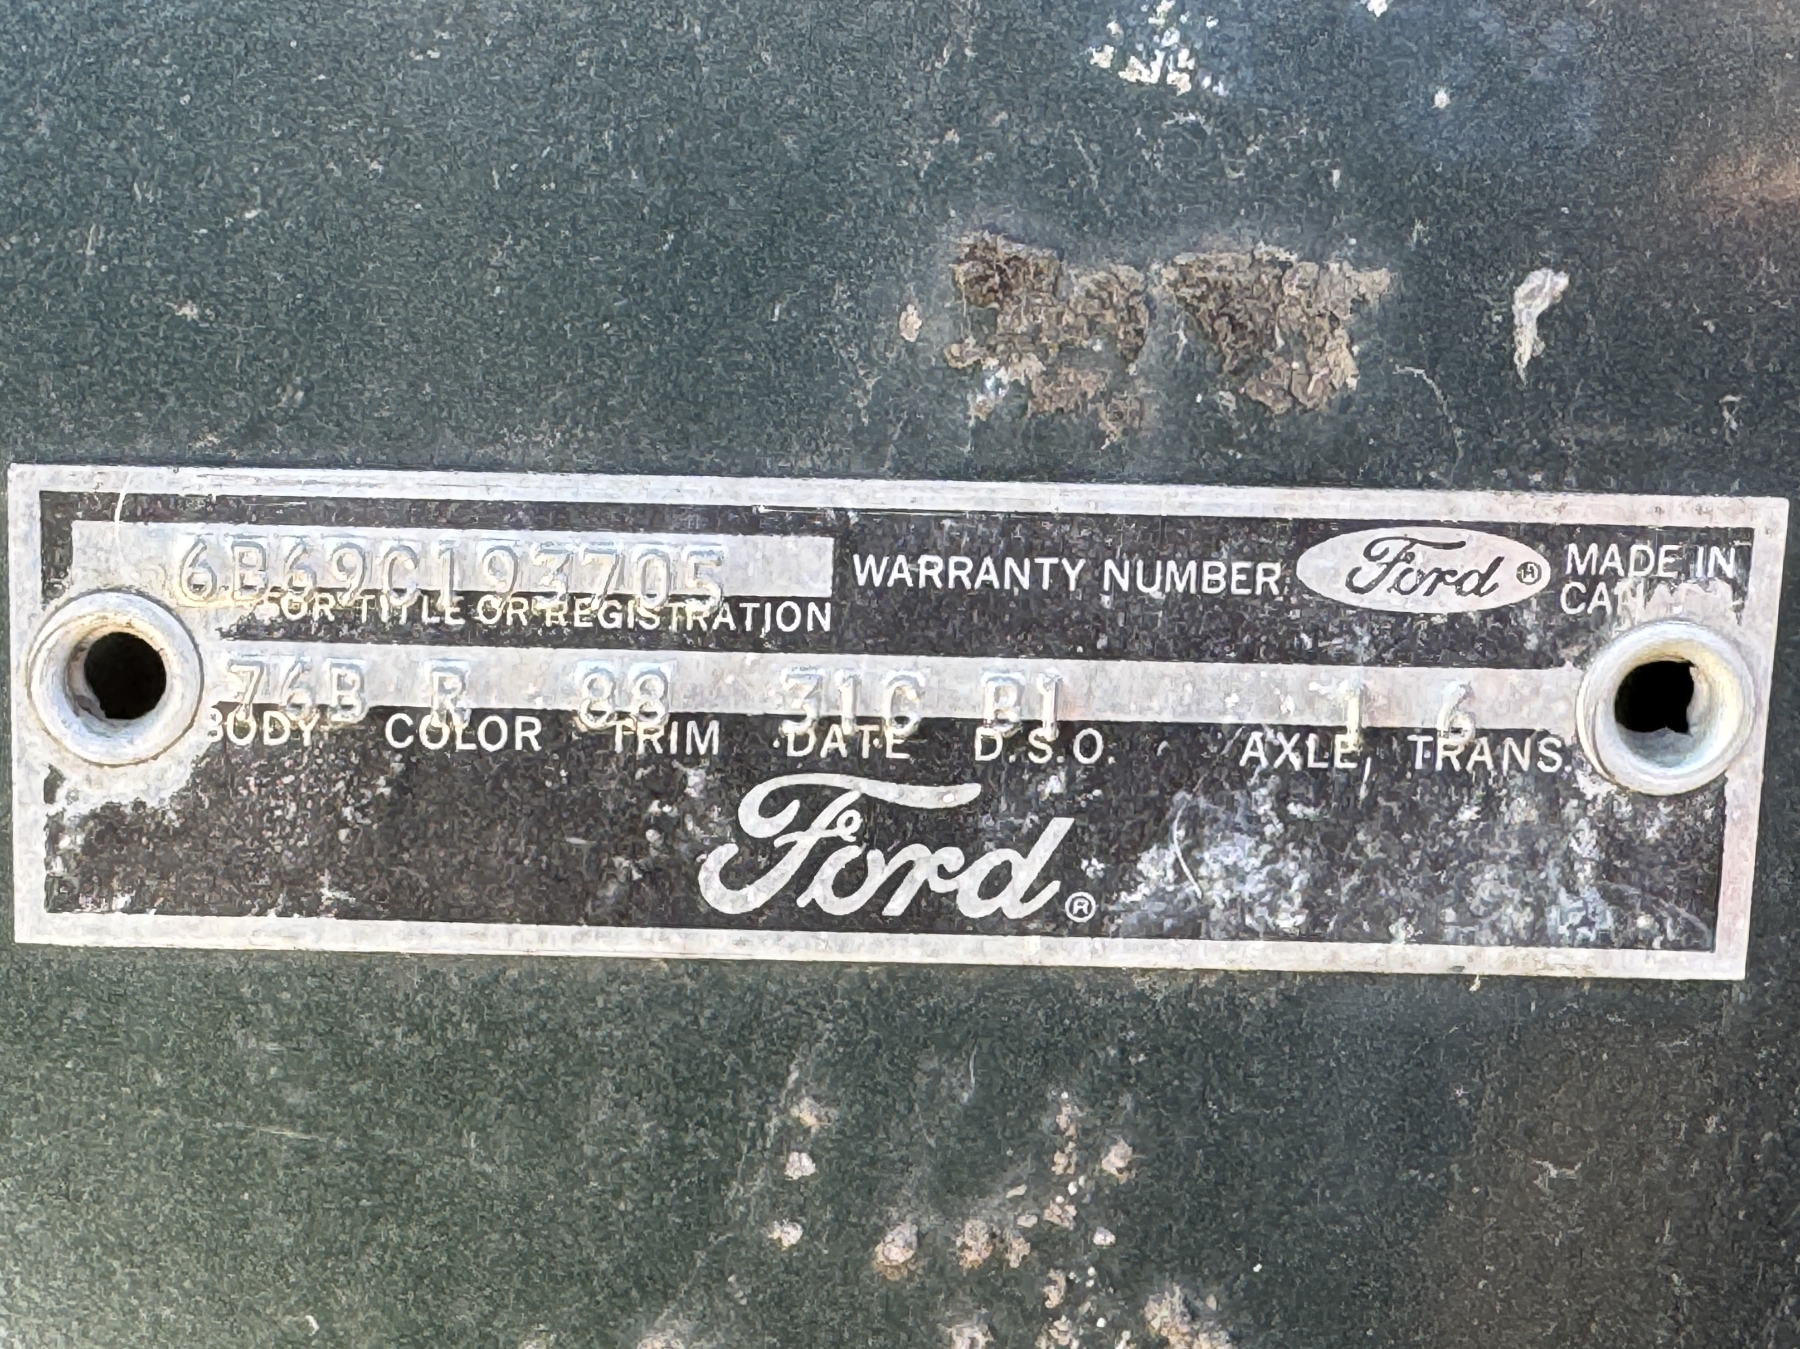 6B69C193705 WARRANTY NUMBER Ford ® MADE IN
NOT FOR TITLE OR REGISTRATION
76B R 88 31C B1 1 6
BODY COLOR TRIM DATE D.S.O. AXLE TRANS.
Ford ®